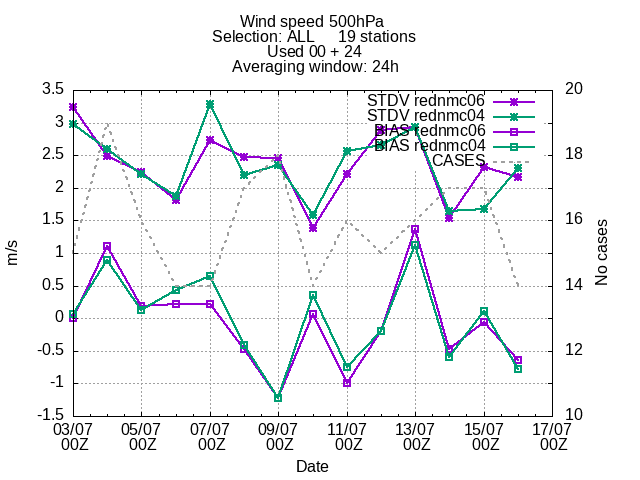 Wind speed 500hPa
Selection: ALL 19 stations
Used 00 + 24
Averaging window: 24h
STDV rednmc06
STDV rednmc04
BIAS rednmc06
BIAS rednmc04
CASES
3.5
3
2.5
2
1.5
1
0.5
0
-0.5
-1
-1.5
m/s
20
18
16
14
12
10
No cases
03/07 05/07 07/07 09/07 11/07 13/07 15/07 17/07
00Z 00Z 00Z 00Z 00Z 00Z 00Z 00Z
Date